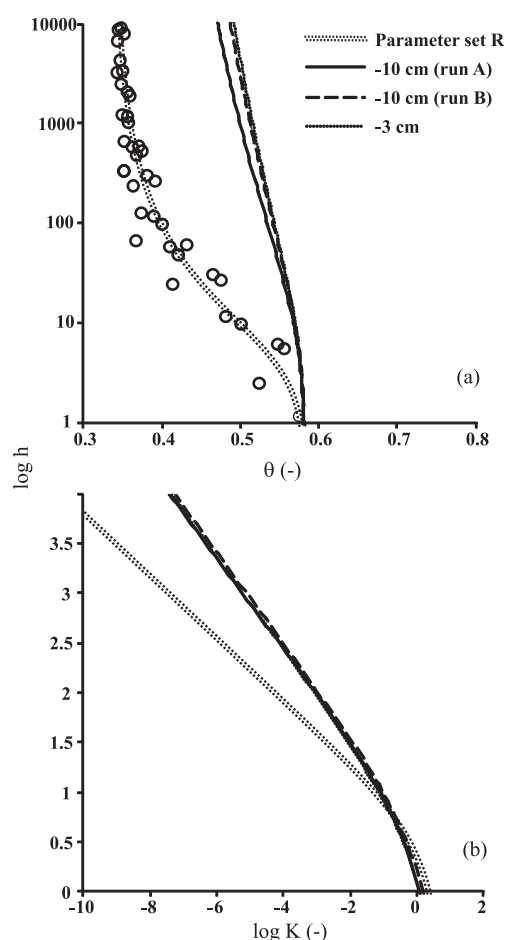 10000
1000
100
10
1
0.3 0.4 0.5 0.6 0.7 0.8
θ (-)
Parameter set R
-10 cm (run A)
-10 cm (run B)
-3 cm
(a)
log h
3.5
3
2.5
2
1.5
1
0.5
0
-10 -8 -6 -4 -2 0 2
log K (-)
(b)